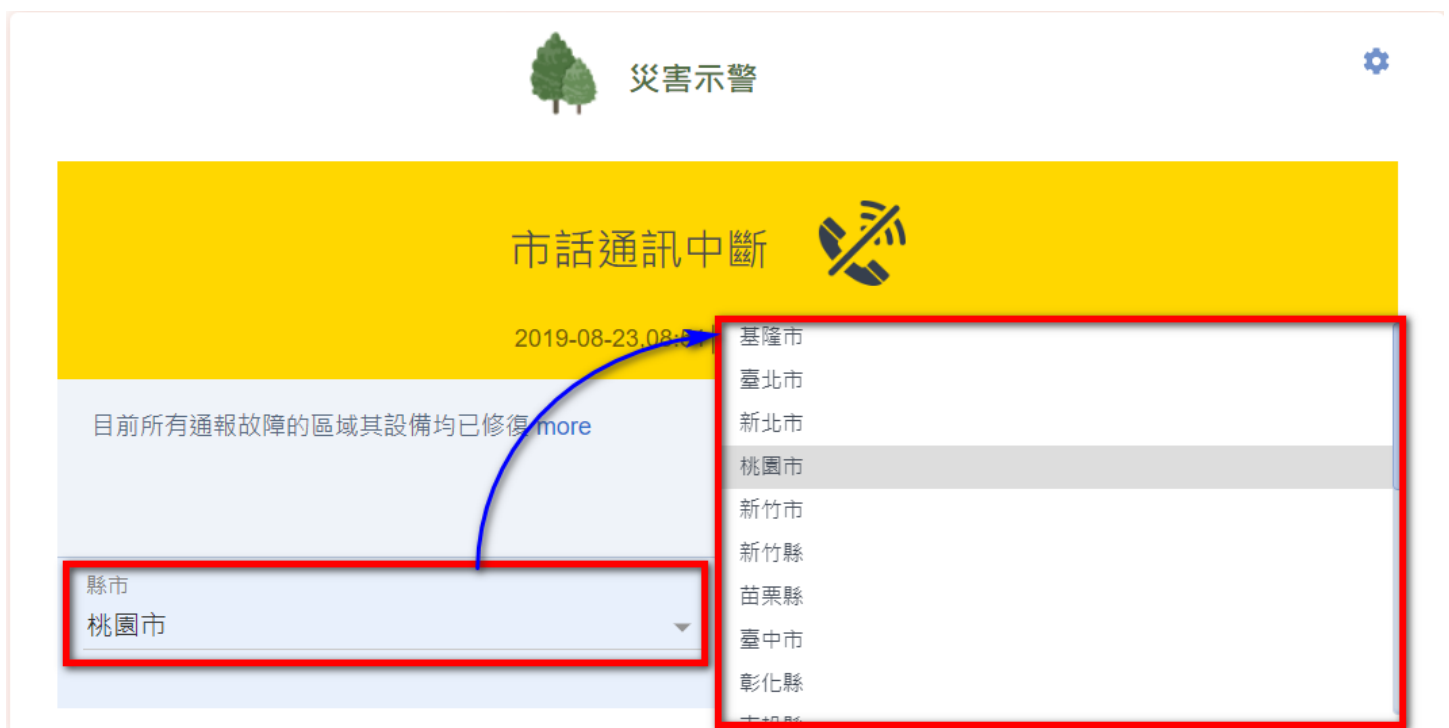 災害示警
市話通訊中斷
2019-08-23,08:
目前所有通報故障的區域其設備均已修復 more
縣市
桃園市
基隆市
臺北市
新北市
桃園市
新竹市
新竹縣
苗栗縣
臺中市
彰化縣